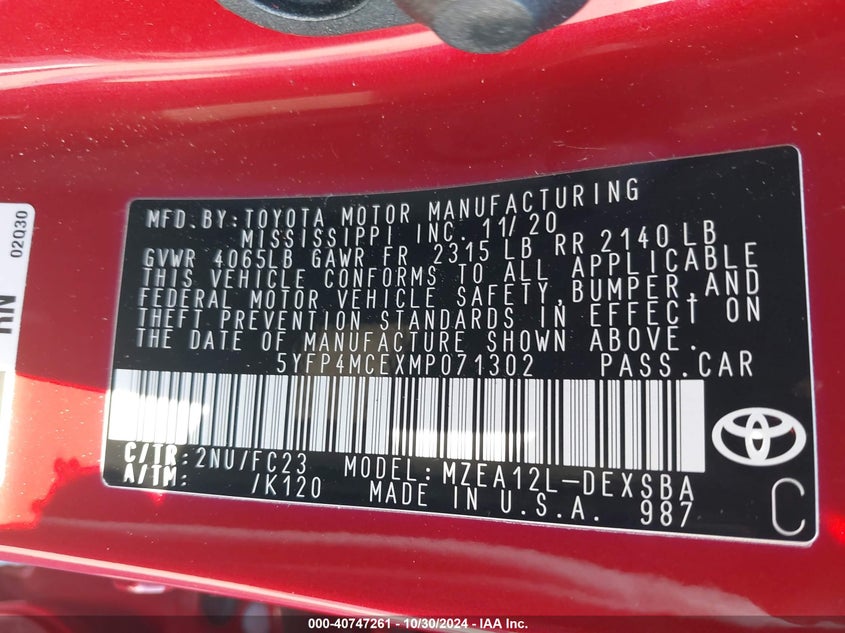 02030
RN
MFD.BY:TOYOTA MOTOR MANUFACTURING
MISSISSIPPI INC. 11/20
GVWR 4065LB GAWR FR 2315 LB RR 2140 LB
THIS VEHICLE CONFORMS TO ALL APPLICABLE
FEDERAL MOTOR VEHICLE SAFETY,BUMPER,AND
THEFT PREVENTION STANDARDS IN EFFECT ON
THE DATE OF MANUFACTURE SHOWN ABOVE.
5YFP4MCEXMP071302 PASS.CAR
C/TR: 2NU/FC23 MODEL:MZEA12L-DEXSBA
A/TM: /K120 MADE IN U.S.A. 987
C
000-40747261 - 10/30/2024 - IAA Inc.